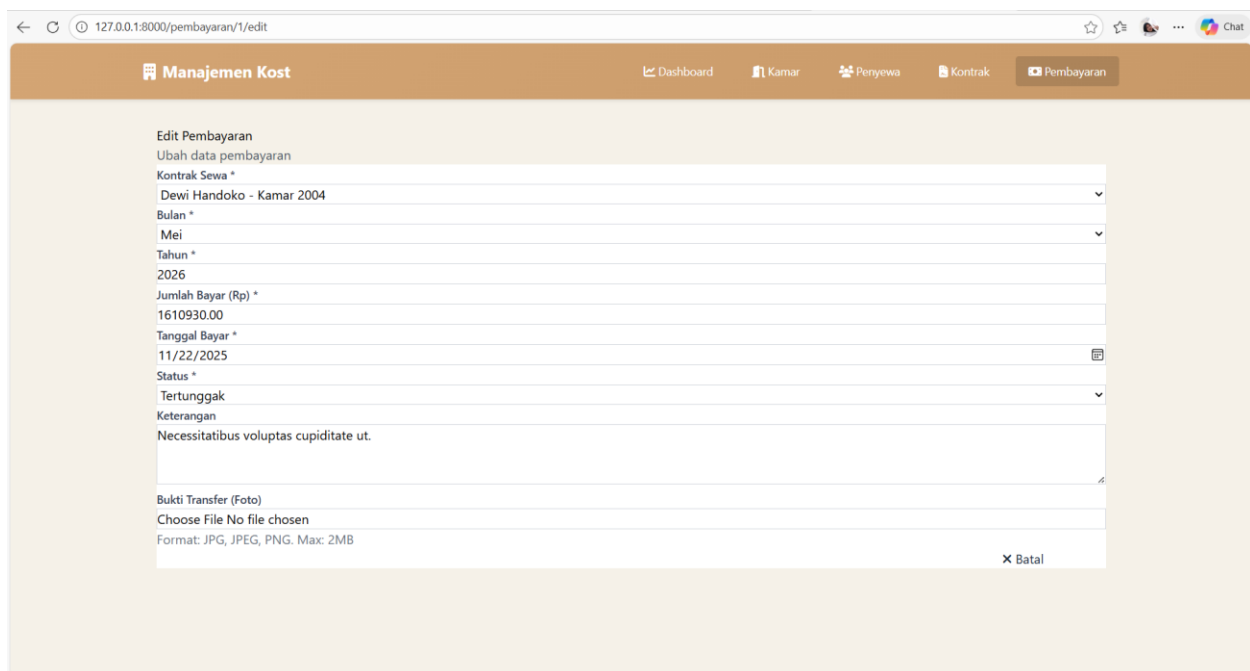 127.0.0.1:8000/pembayaran/1/edit
Chat
Manajemen Kost
Dashboard
Kamar
Penyewa
Kontrak
Pembayaran
Edit Pembayaran
Ubah data pembayaran
Kontrak Sewa *
Dewi Handoko - Kamar 2004
Bulan *
Mei
Tahun *
2026
Jumlah Bayar (Rp) *
1610930.00
Tanggal Bayar *
11/22/2025
Status *
Tertunggak
Keterangan
Necessitatibus voluptas cupiditate ut.
Bukti Transfer (Foto)
Choose File No file chosen
Format: JPG, JPEG, PNG. Max: 2MB
Batal